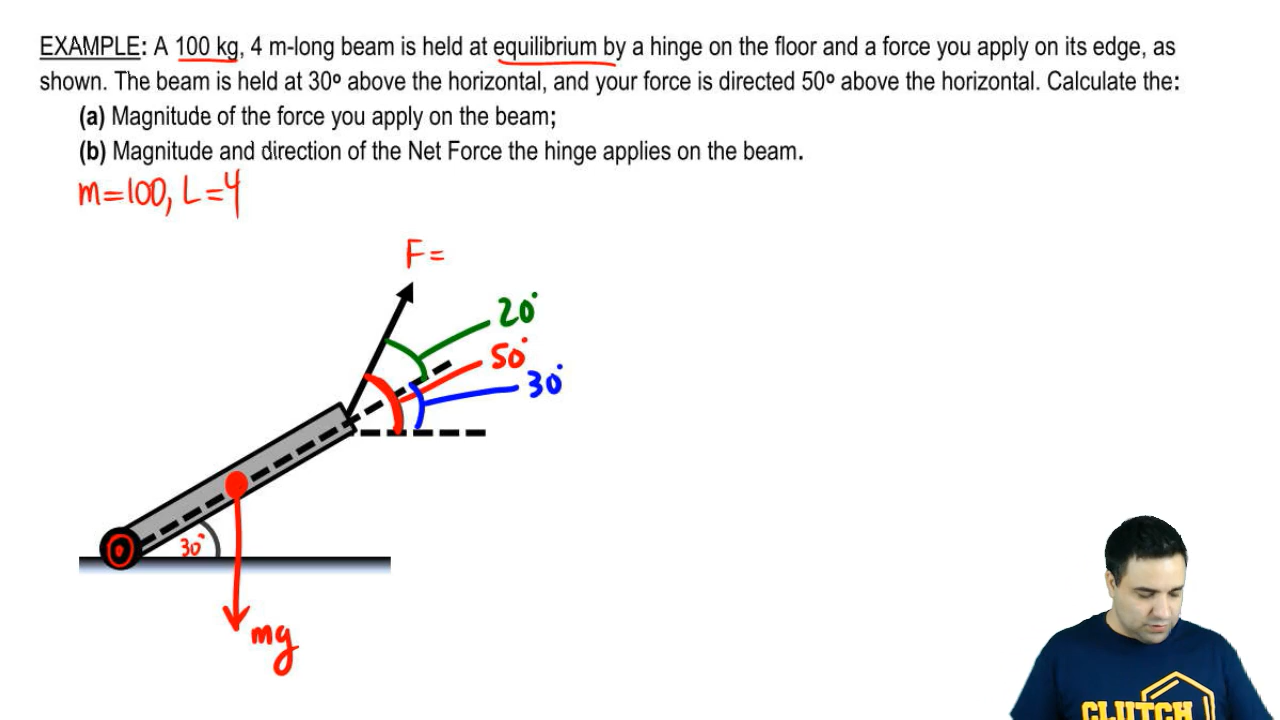 EXAMPLE: A 100 kg, 4 m-long beam is held at equilibrium by a hinge on the floor and a force you apply on its edge, as
shown. The beam is held at 30º above the horizontal, and your force is directed 50º above the horizontal. Calculate the:
(a) Magnitude of the force you apply on the beam;
(b) Magnitude and direction of the Net Force the hinge applies on the beam.
m=100, L=4
F=
20°
50°
30°
30°
mg
CLUTCH